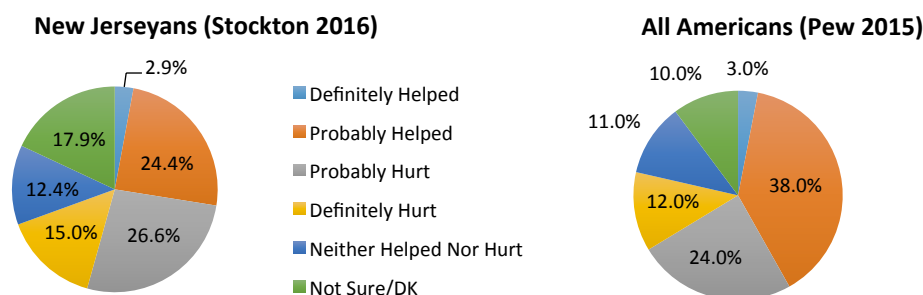 New Jerseyans (Stockton 2016)
2.9%
24.4%
26.6%
15.0%
12.4%
17.9%
Definitely Helped
Probably Helped
Probably Hurt
Definitely Hurt
Neither Helped Nor Hurt
Not Sure/DK
All Americans (Pew 2015)
3.0%
38.0%
24.0%
12.0%
11.0%
10.0%